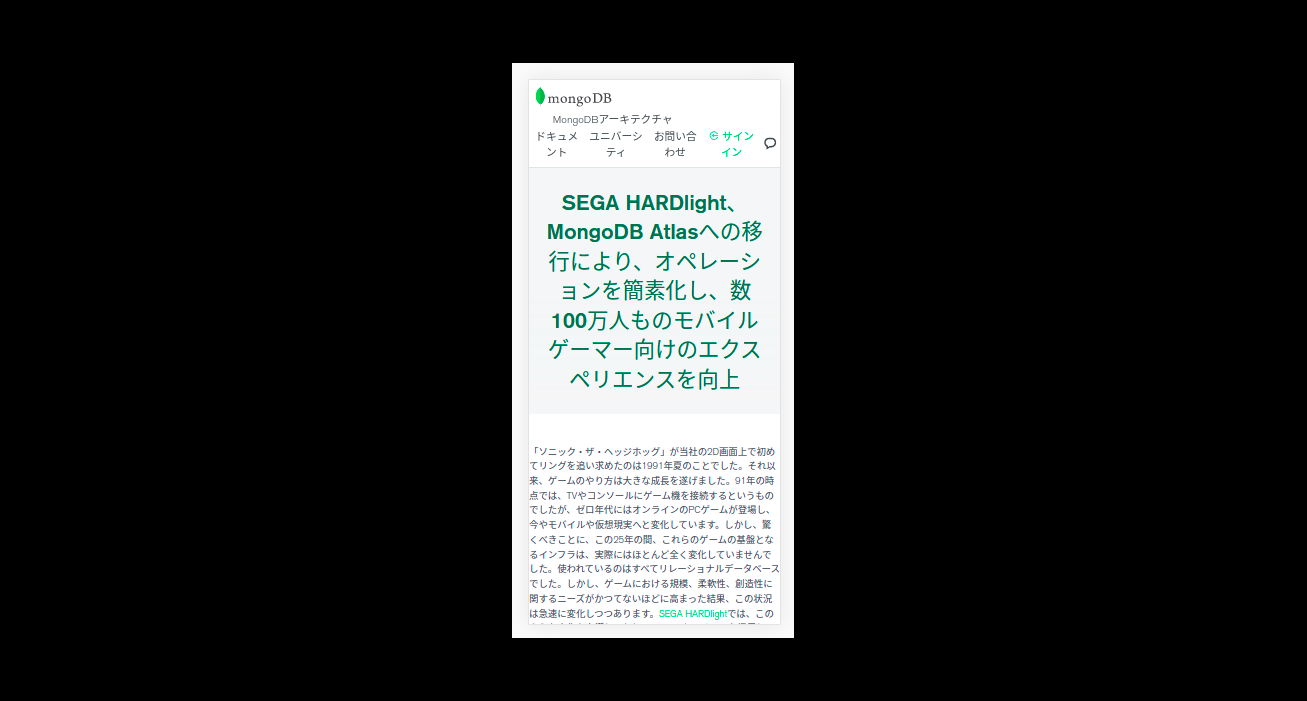 mongoDB
MongoDBアーキテクチャ
ドキュメント
ユニバーシティ
お問い合わせ
サインイン
SEGA HARDlight、
MongoDB Atlasへの移
行により、オペレーシ
ョンを簡素化し、数
100万人ものモバイル
ゲーマー向けのエクス
ペリエンスを向上
「ソニック・ザ・ヘッジホッグ」が当社の2D画面上で初め
てリングを追い求めたのは1991年夏のことでした。それ以
来、ゲームのやり方は大きな成長を遂げました。91年の時
点では、TVやコンソールにゲーム機を接続するというもの
でしたが、ゼロ年代にはオンラインのPCゲームが登場し、
今やモバイルや仮想現実へと変化しています。しかし、驚
くべきことに、この25年の間、これらのゲームの基盤とな
るインフラは、実際にはほとんど全く変化していませんで
した。使われているのはすべてリレーショナルデータベース
でした。しかし、ゲームにおける規模、柔軟性、創造性に
関するニーズがかつてないほどに高まった結果、この状況
は急速に変化しつつあります。SEGA HARDlightでは、この